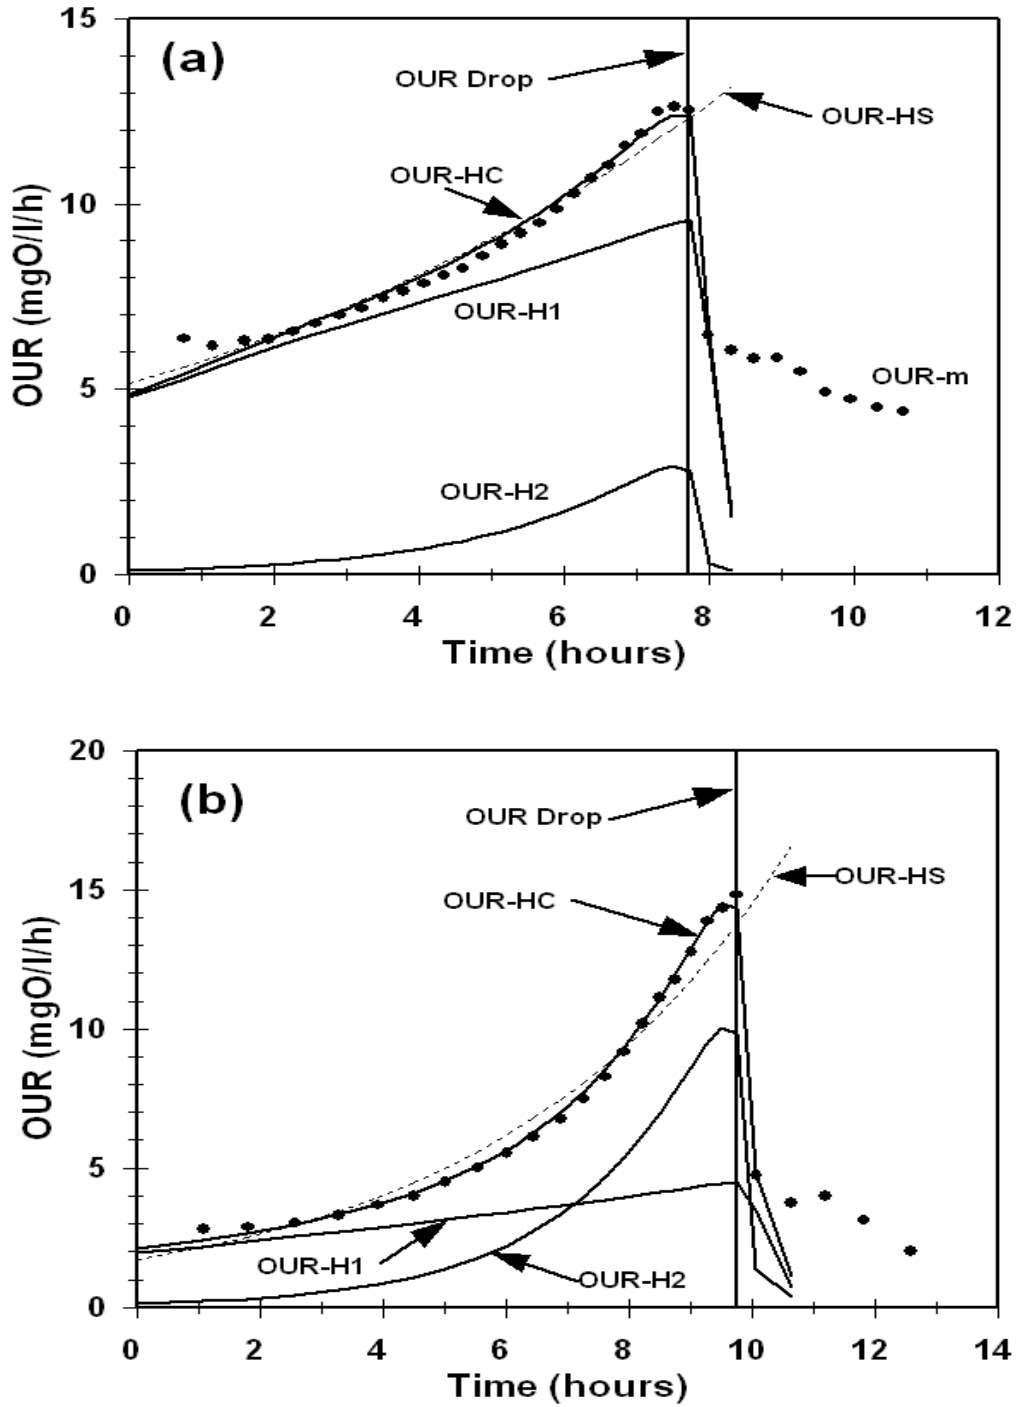 15
(a)
OUR Drop
OUR-HS
OUR-HC
10
OUR-H1
OUR-m
5
OUR-H2
0
OUR (mgO/l/h)
0 2 4 6 8 10 12
Time (hours)
20
(b)
OUR Drop
OUR-HS
OUR-HC
15
10
5
OUR-H1
OUR-H2
0
OUR (mgO/l/h)
0 2 4 6 8 10 12 14
Time (hours)